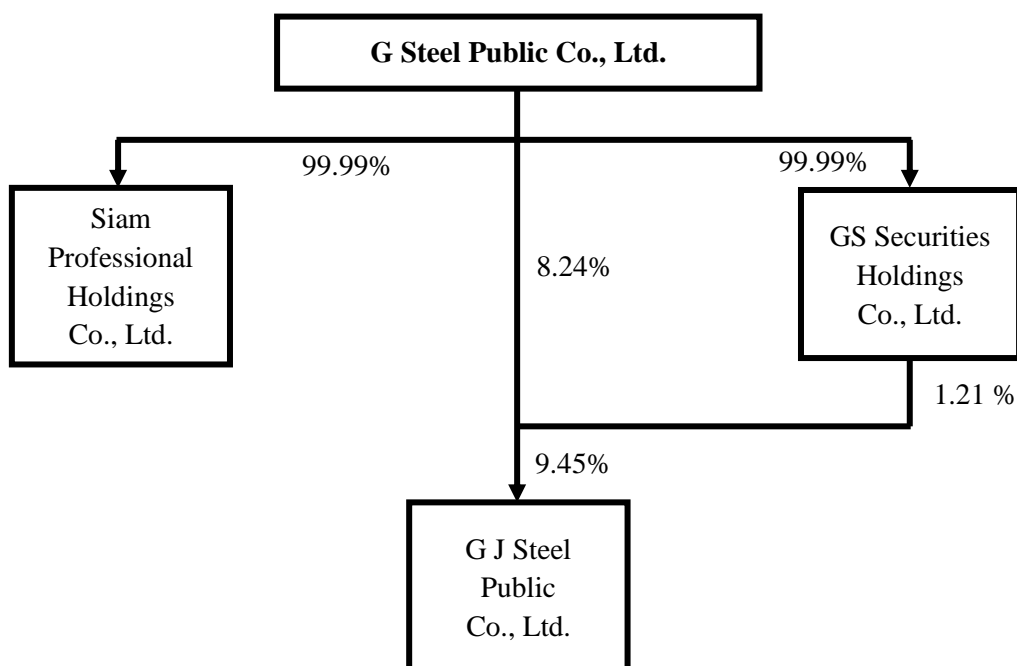 G Steel Public Co., Ltd.
99.99%
99.99%
Siam
Professional
Holdings
Co., Ltd.
8.24%
GS Securities
Holdings
Co., Ltd.
1.21 %
9.45%
G J Steel
Public
Co., Ltd.